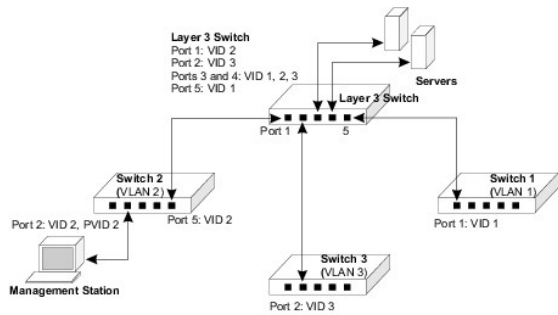 Layer 3 Switch
Port 1: VID 2
Port 2: VID 3
Ports 3 and 4: VID 1, 2, 3
Port 5: VID 1
Servers
Layer 3 Switch
Port 1
5
Switch 2
(VLAN 2)
Switch 1
(VLAN 1)
Port 2: VID 2, PVID 2
Port 5: VID 2
Port 1: VID 1
Switch 3
(VLAN 3)
Management Station
Port 2: VID 3